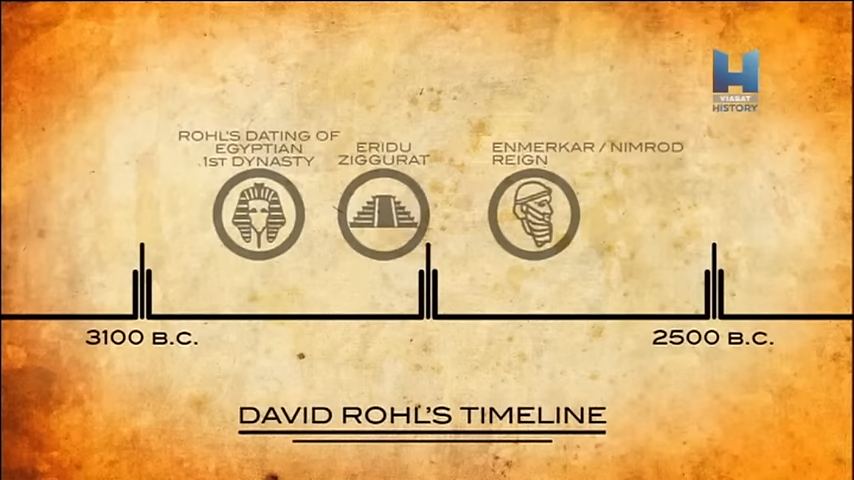 VIASAT
HISTORY
ROHL'S DATING OF
EGYPTIAN
1ST DYNASTY
ERIDU
ZIGGURAT
ENMERKAR / NIMROD
REIGN
3100 B.C.
2500 B.C.
DAVID ROHL'S TIMELINE